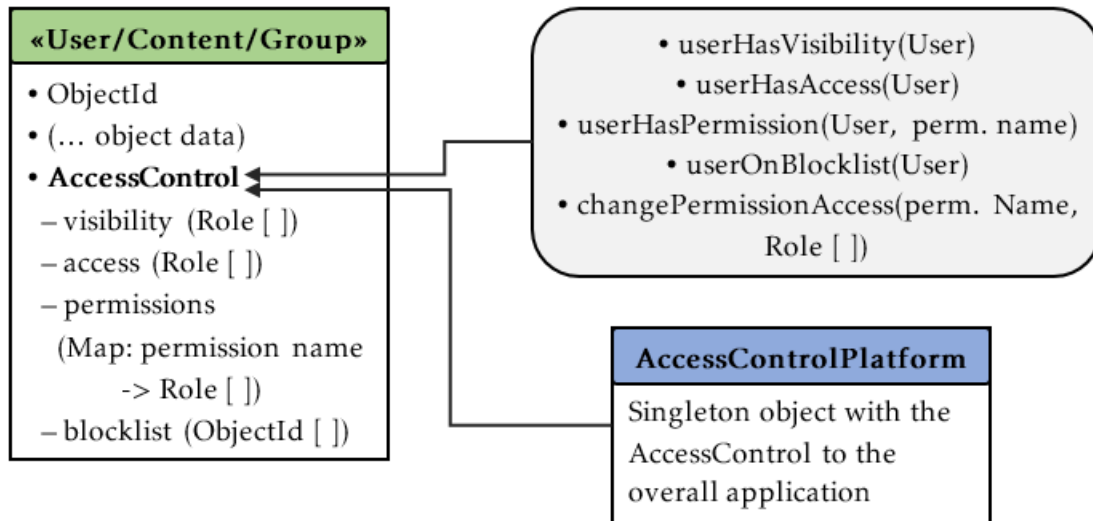 «User/Content/Group»
• ObjectId
• (... object data)
• AccessControl
– visibility (Role [ ])
– access (Role [ ])
– permissions
(Map: permission name
-> Role [ ])
– blocklist (ObjectId [ ])
• userHasVisibility(User)
• userHasAccess(User)
• userHasPermission(User, perm. name)
• userOnBlocklist(User)
• changePermissionAccess(perm. Name,
Role [ ])
AccessControlPlatform
Singleton object with the
AccessControl to the
overall application